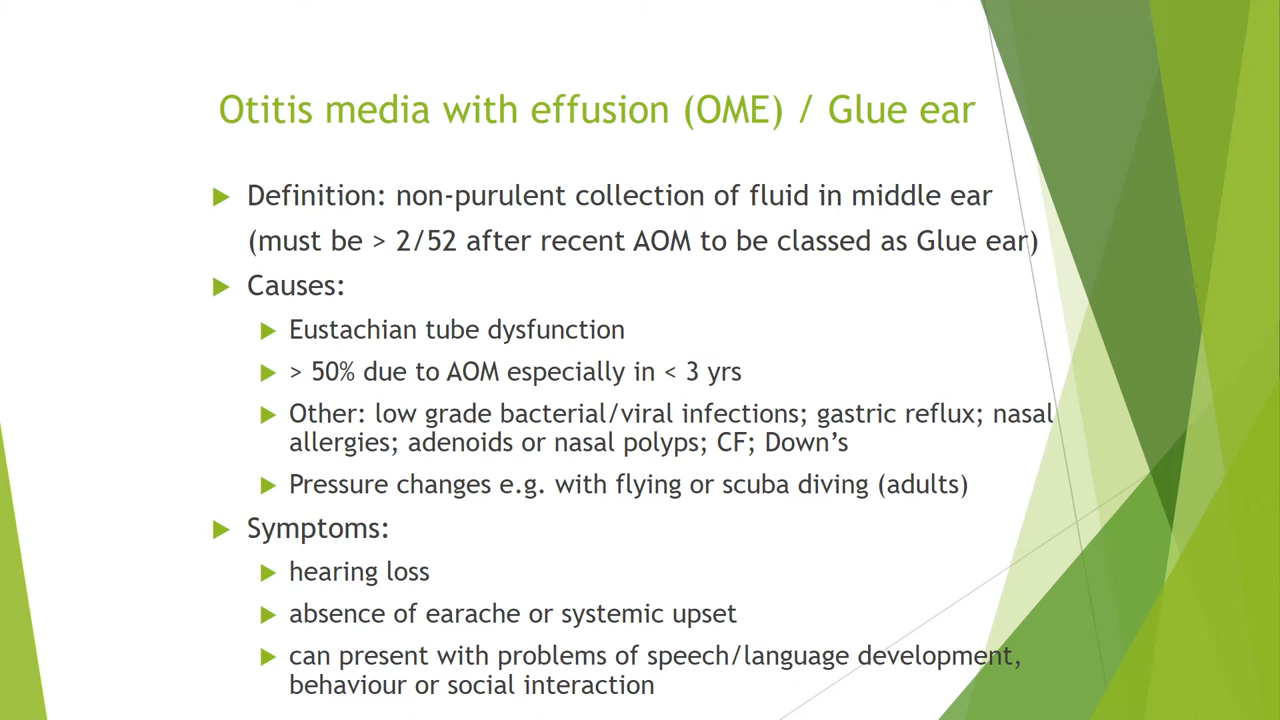 Otitis media with effusion (OME) / Glue ear
Definition: non-purulent collection of fluid in middle ear
(must be > 2/52 after recent AOM to be classed as Glue ear)
Causes:
Eustachian tube dysfunction
> 50% due to AOM especially in < 3 yrs
Other: low grade bacterial/viral infections; gastric reflux; nasal
allergies; adenoids or nasal polyps; CF; Down’s
Pressure changes e.g. with flying or scuba diving (adults)
Symptoms:
hearing loss
absence of earache or systemic upset
can present with problems of speech/language development,
behaviour or social interaction